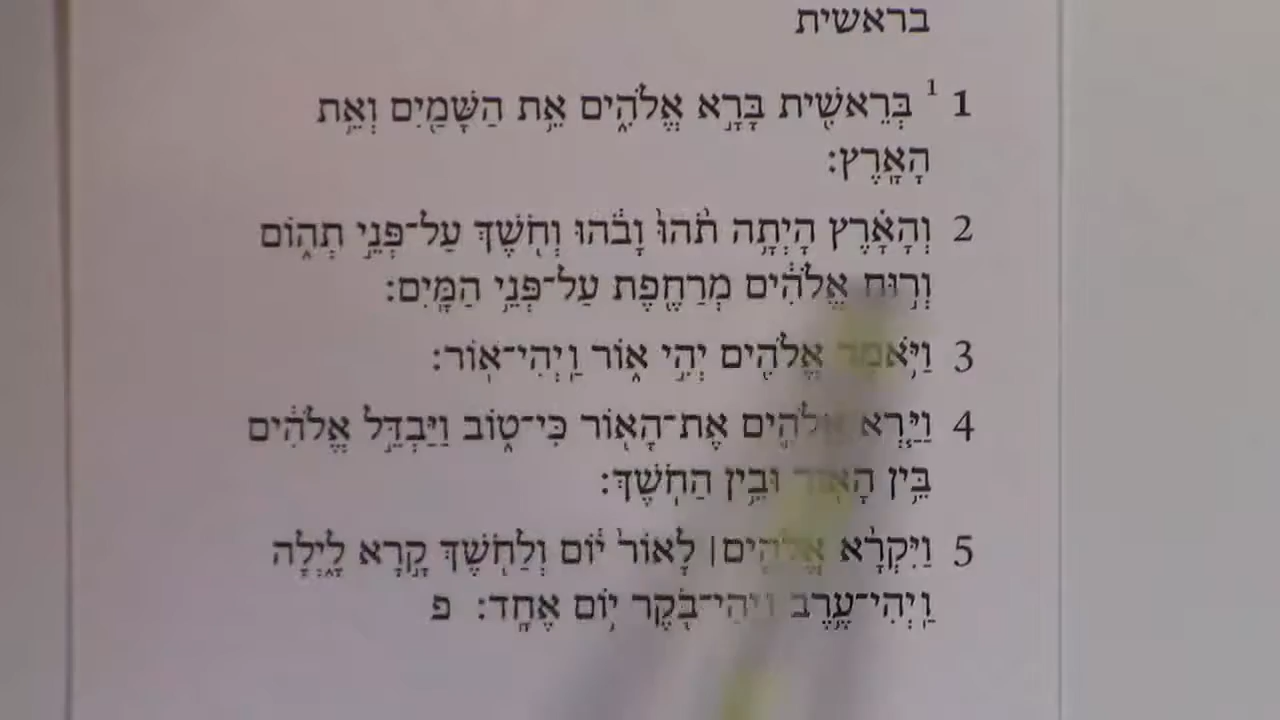 בראשית
1 ¹ בְּרֵאשִׁ֖ית בָּרָ֣א אֱלֹהִ֑ים אֵ֥ת הַשָּׁמַ֖יִם וְאֵ֥ת
הָאָֽרֶץ׃
2 וְהָאָ֗רֶץ הָיְתָ֥ה תֹ֙הוּ֙ וָבֹ֔הוּ וְחֹ֖שֶׁךְ עַל־פְּנֵ֣י תְה֑וֹם
וְר֣וּחַ אֱלֹהִ֔ים מְרַחֶ֖פֶת עַל־פְּנֵ֥י הַמָּֽיִם׃
3 וַיֹּ֥אמֶר אֱלֹהִ֖ים יְהִ֣י א֑וֹר וַֽיְהִי־אֽוֹר׃
4 וַיַּ֧רְא אֱלֹהִ֛ים אֶת־הָא֖וֹר כִּי־ט֑וֹב וַיַּבְדֵּ֣ל אֱלֹהִ֔ים
בֵּ֥ין הָא֖וֹר וּבֵ֥ין הַחֹֽשֶׁךְ׃
5 וַיִּקְרָ֨א אֱלֹהִ֤ים׀ לָאוֹר֙ י֔וֹם וְלַחֹ֖שֶׁךְ קָ֣רָא לָ֑יְלָה
וַֽיְהִי־עֶ֥רֶב וַֽיְהִי־בֹ֖קֶר י֥וֹם אֶחָֽד׃ פ